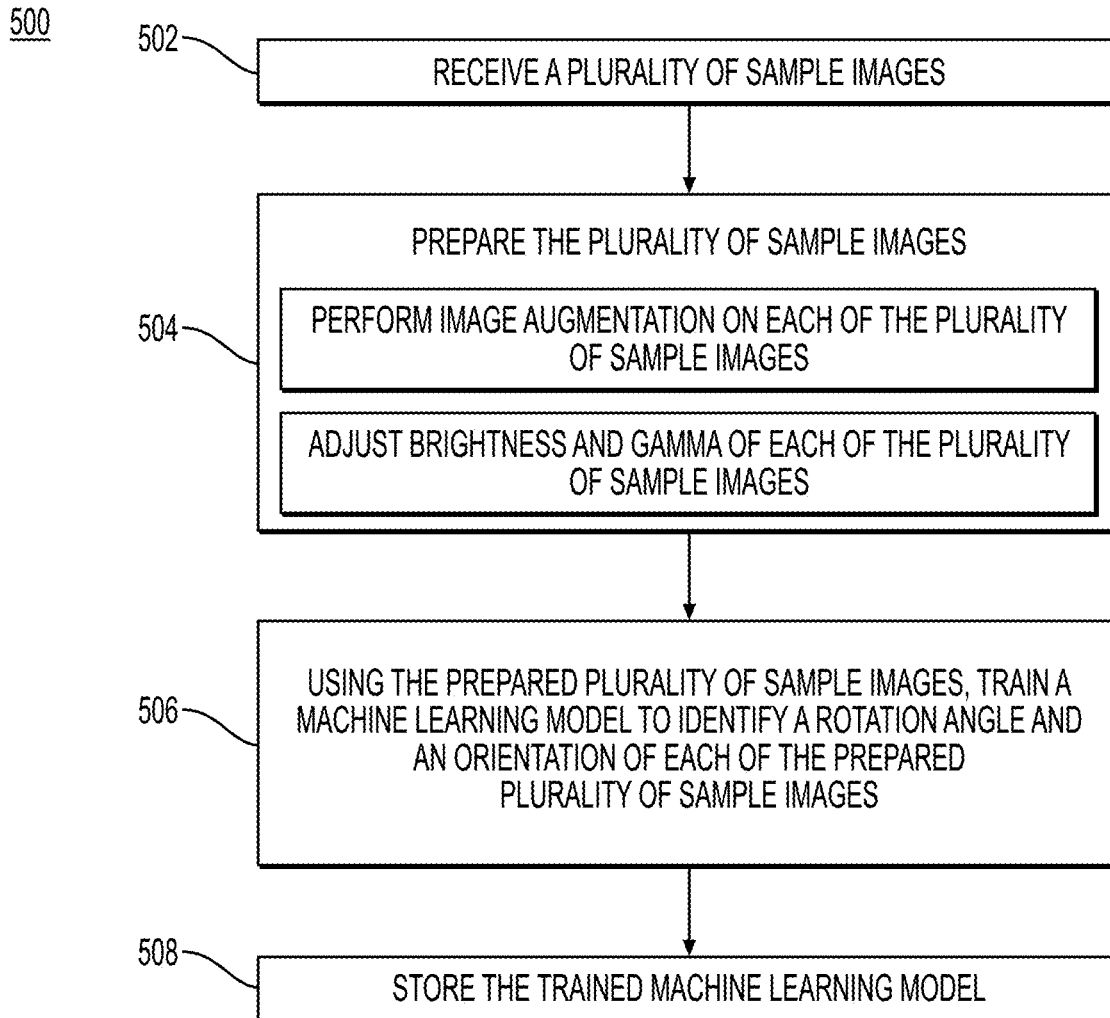 500
502
RECEIVE A PLURALITY OF SAMPLE IMAGES
504
PREPARE THE PLURALITY OF SAMPLE IMAGES
PERFORM IMAGE AUGMENTATION ON EACH OF THE PLURALITY
OF SAMPLE IMAGES
ADJUST BRIGHTNESS AND GAMMA OF EACH OF THE PLURALITY
OF SAMPLE IMAGES
506
USING THE PREPARED PLURALITY OF SAMPLE IMAGES, TRAIN A
MACHINE LEARNING MODEL TO IDENTIFY A ROTATION ANGLE AND
AN ORIENTATION OF EACH OF THE PREPARED
PLURALITY OF SAMPLE IMAGES
508
STORE THE TRAINED MACHINE LEARNING MODEL